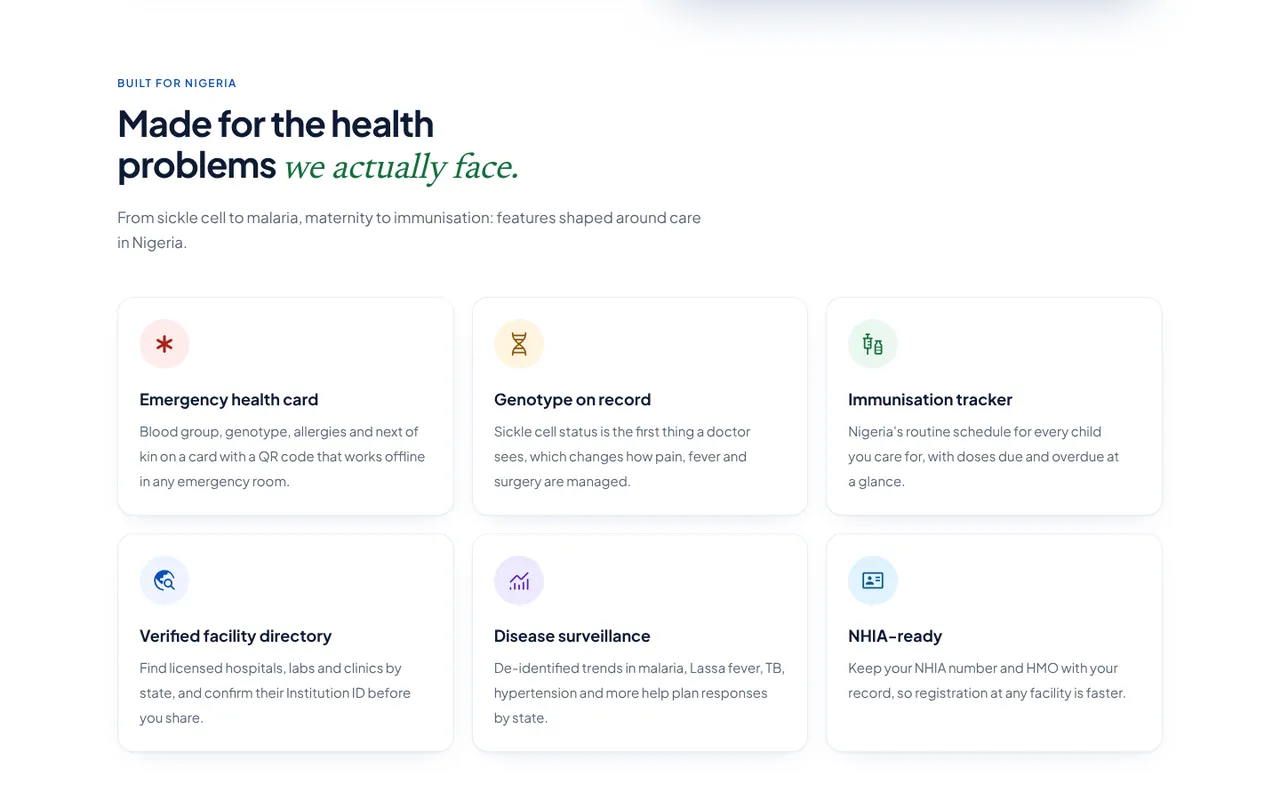 BUILT FOR NIGERIA
Made for the health
problems we actually face.
From sickle cell to malaria, maternity to immunisation: features shaped around care
in Nigeria.
Emergency health card
Blood group, genotype, allergies and next of
kin on a card with a QR code that works offline
in any emergency room.
Genotype on record
Sickle cell status is the first thing a doctor
sees, which changes how pain, fever and
surgery are managed.
Immunisation tracker
Nigeria's routine schedule for every child
you care for, with doses due and overdue at
a glance.
Verified facility directory
Find licensed hospitals, labs and clinics by
state, and confirm their Institution ID before
you share.
Disease surveillance
De-identified trends in malaria, Lassa fever, TB,
hypertension and more help plan responses
by state.
NHIA-ready
Keep your NHIA number and HMO with your
record, so registration at any facility is faster.